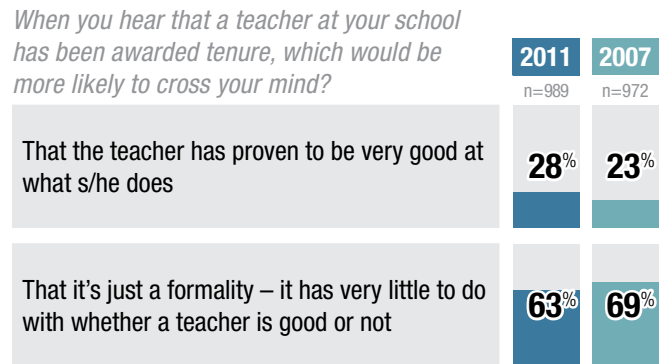 When you hear that a teacher at your school
has been awarded tenure, which would be
more likely to cross your mind?
2011 2007
n=989 n=972
That the teacher has proven to be very good at
what s/he does
28% 23%
That it’s just a formality – it has very little to do
with whether a teacher is good or not
63% 69%